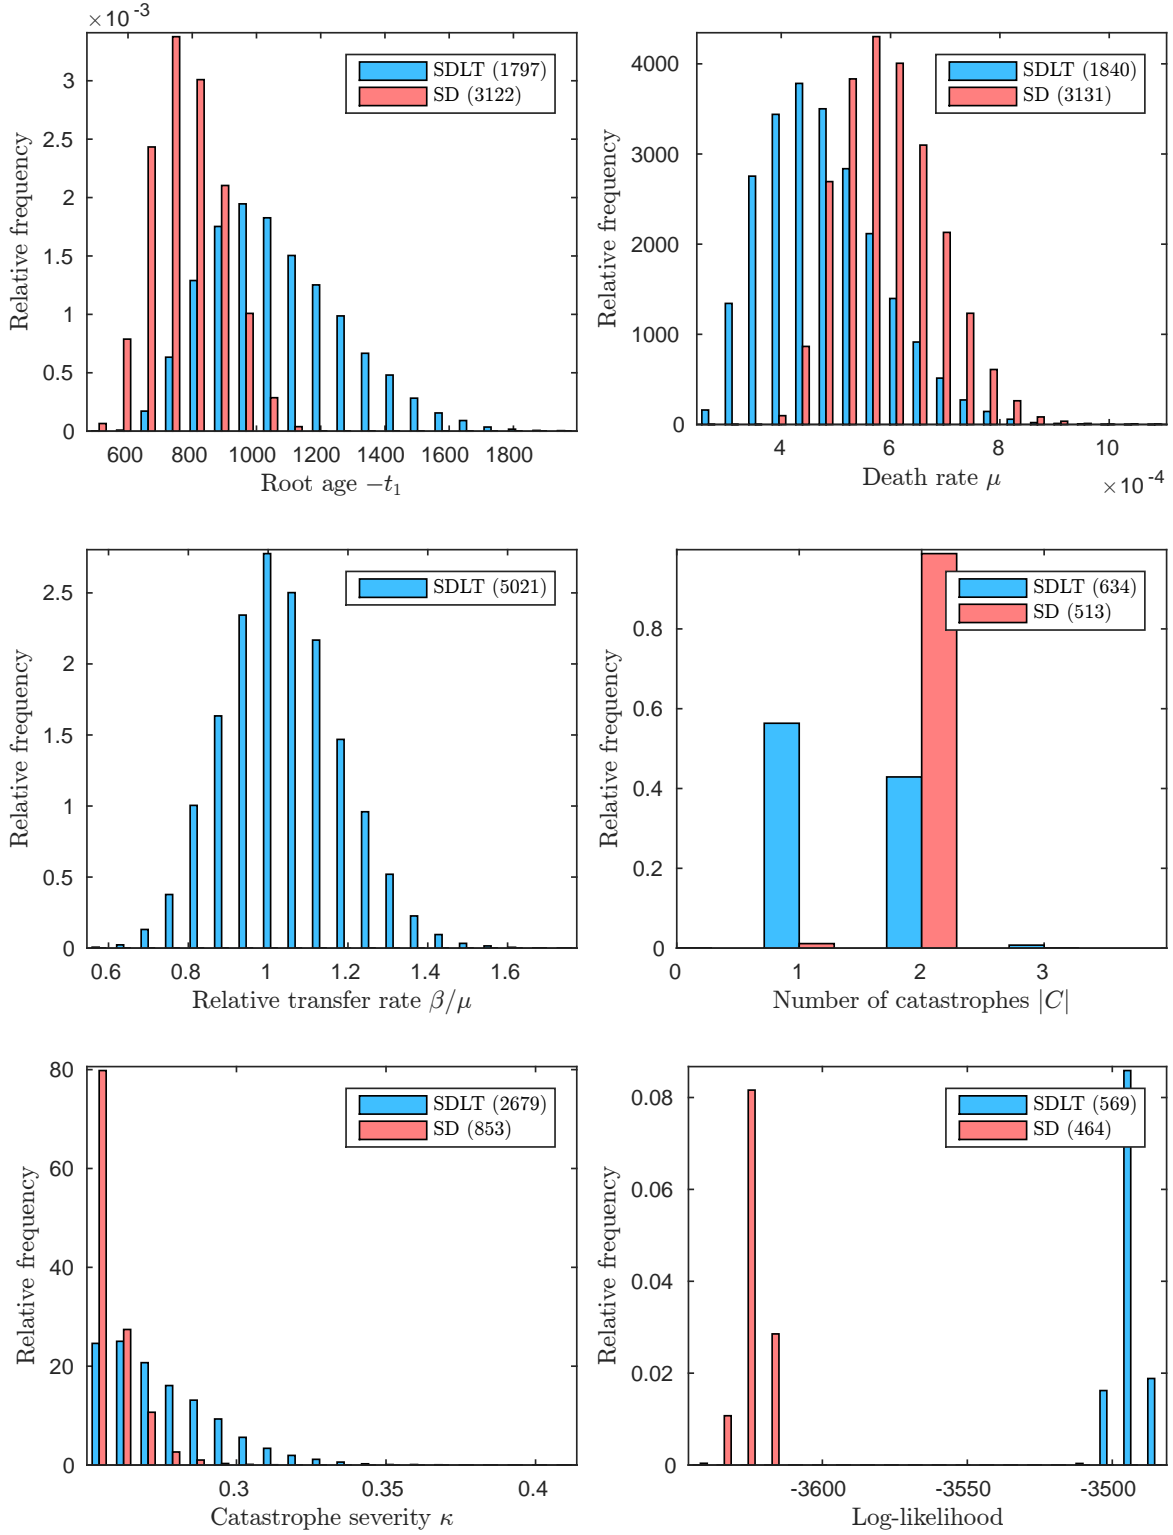 ×10⁻³
3
2.5
2
1.5
1
0.5
0
600 800 1000 1200 1400 1600 1800
Relative frequency
Root age −t₁
SDLT (1797)
SD (3122)
4000
3000
2000
1000
0
4 6 8 10
×10⁻⁴
Relative frequency
Death rate μ
SDLT (1840)
SD (3131)
2.5
2
1.5
1
0.5
0
0.6 0.8 1 1.2 1.4 1.6
Relative frequency
Relative transfer rate β/μ
SDLT (5021)
0.8
0.6
0.4
0.2
0
0 1 2 3
Relative frequency
Number of catastrophes |C|
SDLT (634)
SD (513)
80
60
40
20
0
0.3 0.35 0.4
Relative frequency
Catastrophe severity κ
SDLT (2679)
SD (853)
0.08
0.06
0.04
0.02
0
-3600 -3550 -3500
Relative frequency
Log-likelihood
SDLT (569)
SD (464)